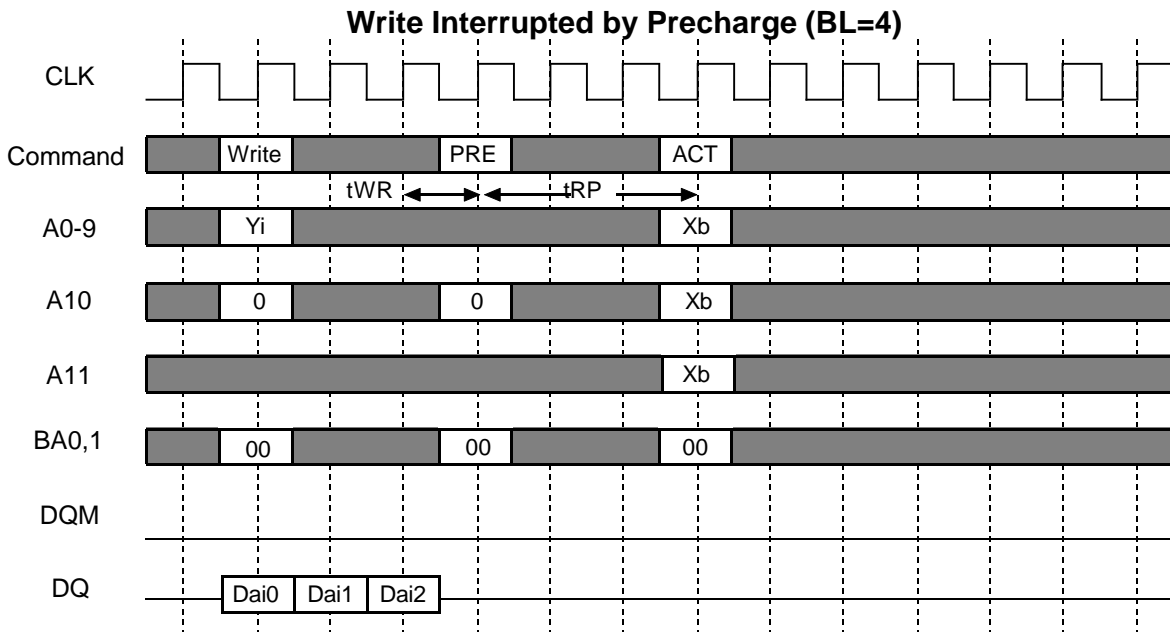 Write Interrupted by Precharge (BL=4)
CLK
Command Write PRE ACT
tWR tRP
A0-9 Yi Xb
A10 0 0 Xb
A11 Xb
BA0,1 00 00 00
DQM
DQ Dai0 Dai1 Dai2